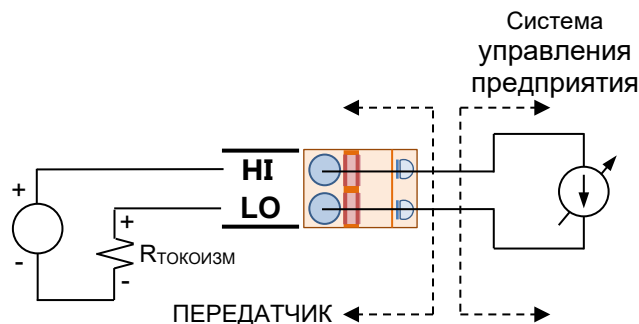 Система
управления
предприятия
HI
LO
+
-
+
-
RТОКОИЗМ
ПЕРЕДАТЧИК